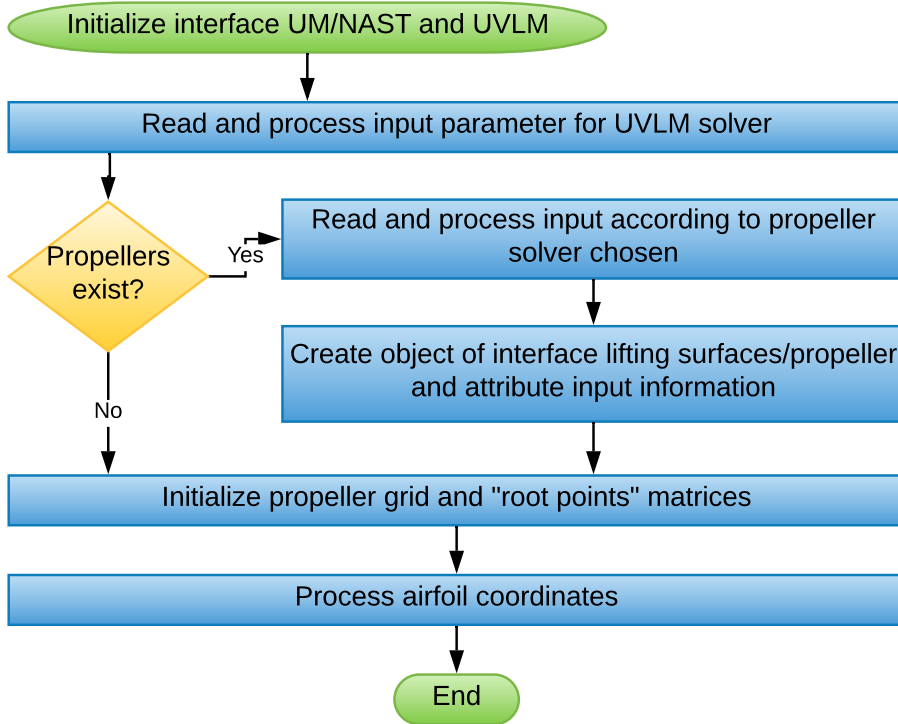 Initialize interface UM/NAST and UVLM
Read and process input parameter for UVLM solver
Propellers
exist?
Yes
Read and process input according to propeller
solver chosen
Create object of interface lifting surfaces/propeller
and attribute input information
No
Initialize propeller grid and "root points" matrices
Process airfoil coordinates
End